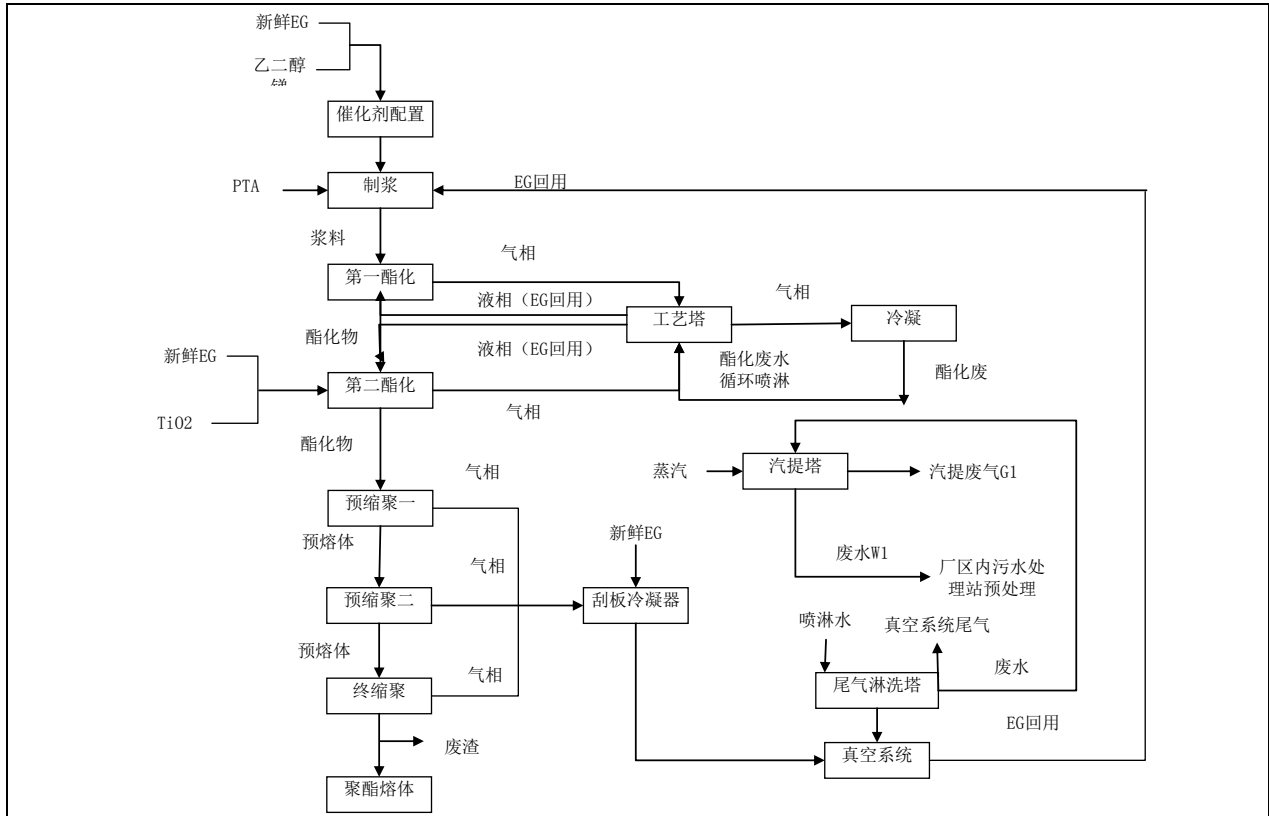 新鲜EG
乙二醇
催化剂配置
PTA
制浆
EG回用
浆料
气相
第一酯化
液相（EG回用）
工艺塔
气相
冷凝
酯化物
液相（EG回用）
酯化废水
循环喷淋
酯化废
新鲜EG
第二酯化
气相
TiO2
酯化物
气相
蒸汽
汽提塔
汽提废气G1
预缩聚一
预熔体
新鲜EG
气相
废水W1
厂区内污水处
理站预处理
预缩聚二
刮板冷凝器
喷淋水
真空系统尾气
预熔体
气相
废水
终缩聚
尾气淋洗塔
EG回用
废渣
真空系统
聚酯熔体